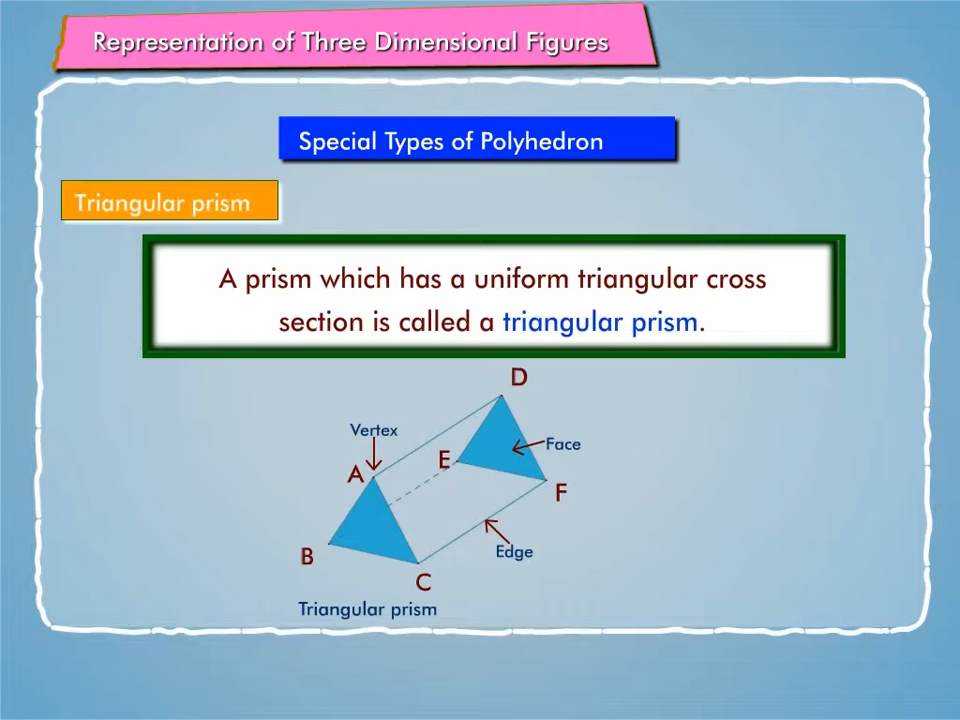 Representation of Three Dimensional Figures
Special Types of Polyhedron
Triangular prism
A prism which has a uniform triangular cross
section is called a triangular prism.
D
Vertex
Face
E
A
F
Edge
B
C
Triangular prism